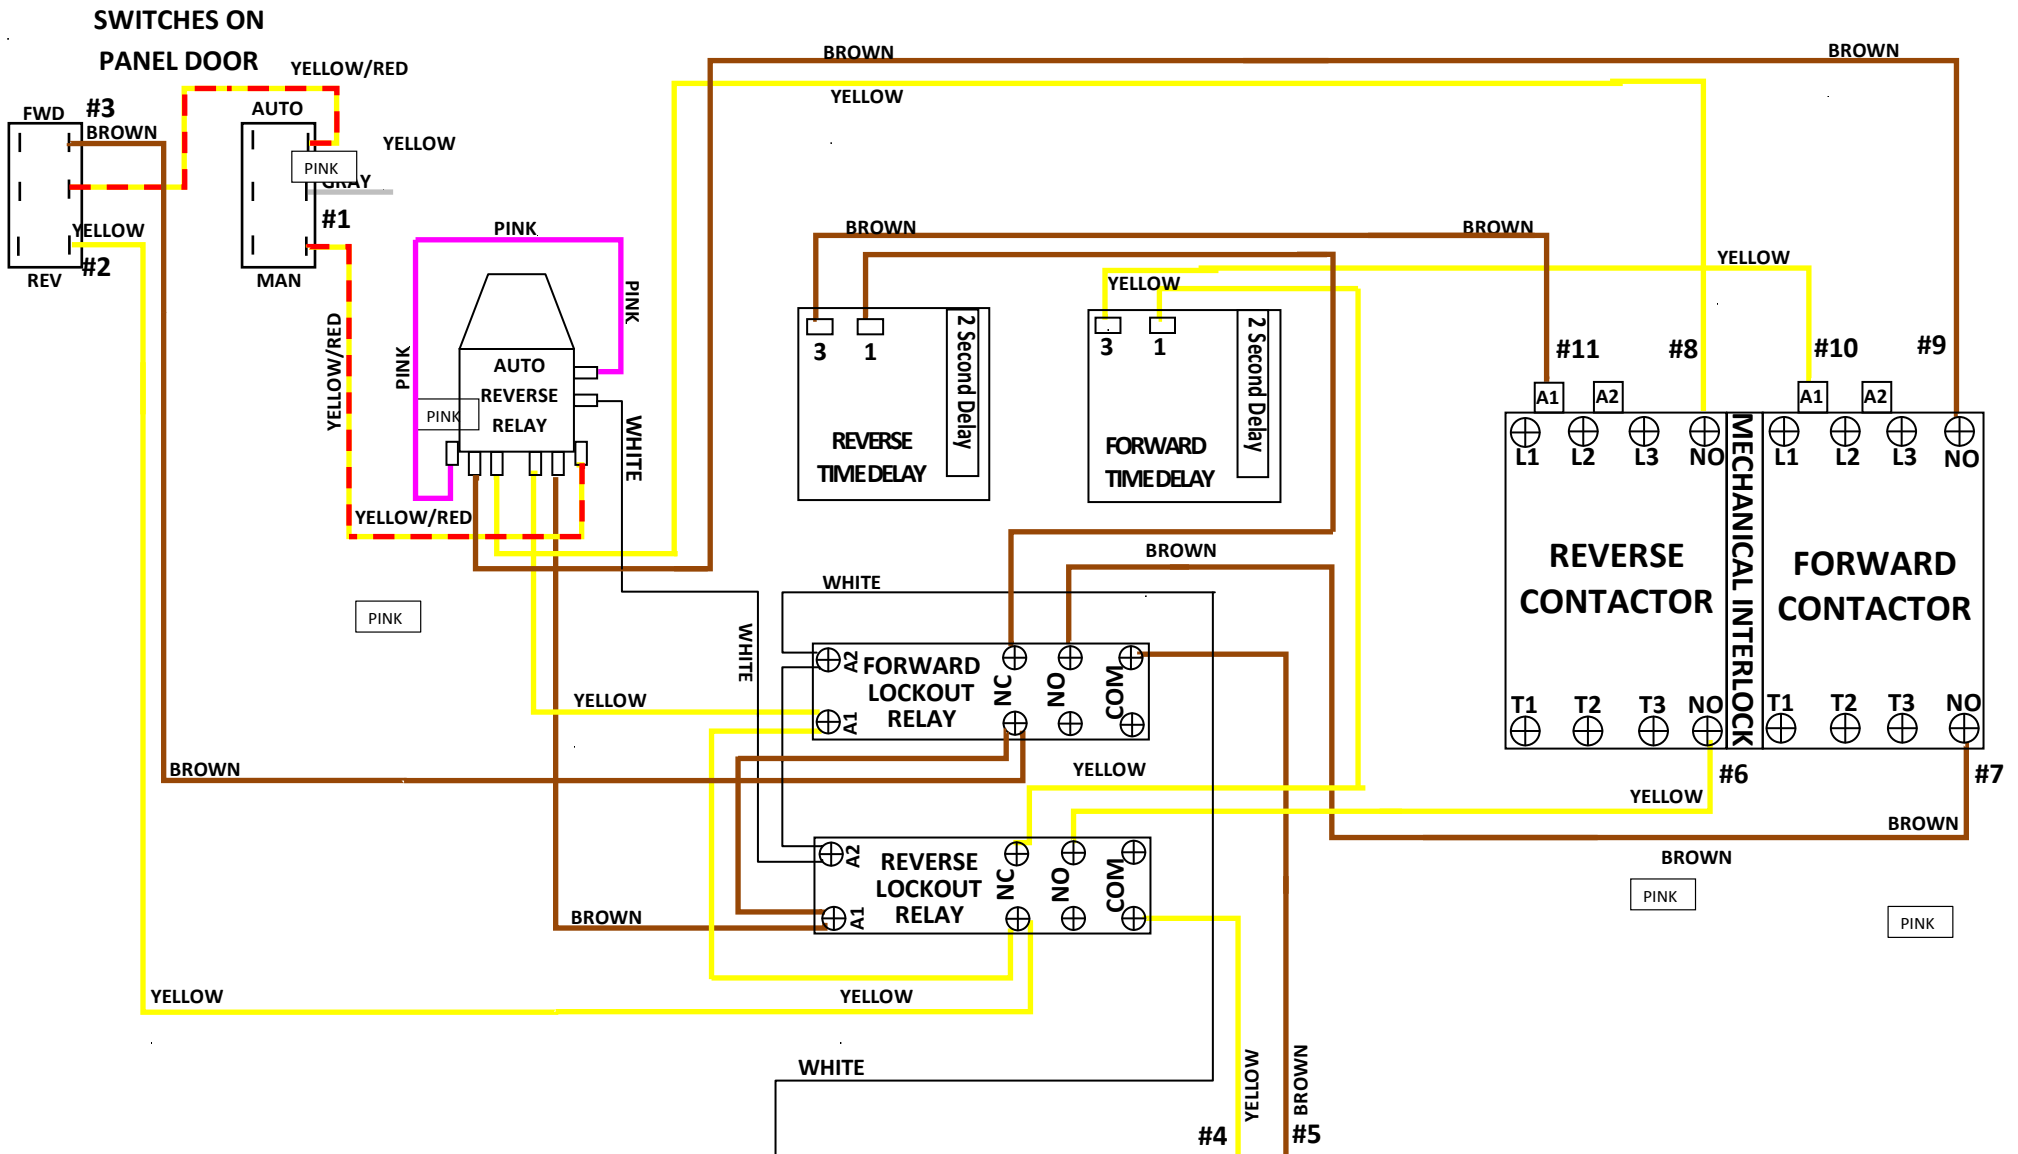 SWITCHES ON
PANEL DOOR
YELLOW/RED
BROWN
BROWN
YELLOW
FWD
#3
BROWN
AUTO
YELLOW
PINK
GRAY
#1
YELLOW
#2
REV
MAN
PINK
PINK
PINK
YELLOW/RED
AUTO
REVERSE
RELAY
PINK
WHITE
YELLOW/RED
PINK
BROWN
BROWN
YELLOW
YELLOW
3
1
2 Second Delay
REVERSE
TIME DELAY
3
1
2 Second Delay
FORWARD
TIME DELAY
#11
#8
#10
#9
A1
A2
A1
A2
L1
L2
L3
NO
L1
L2
L3
NO
REVERSE
CONTACTOR
MECHANICAL INTERLOCK
FORWARD
CONTACTOR
T1
T2
T3
NO
T1
T2
T3
NO
#6
#7
BROWN
WHITE
WHITE
A2
A1
FORWARD
LOCKOUT
RELAY
NC
NO
COM
YELLOW
BROWN
YELLOW
YELLOW
BROWN
BROWN
A2
A1
REVERSE
LOCKOUT
RELAY
NC
NO
COM
BROWN
PINK
PINK
YELLOW
YELLOW
WHITE
YELLOW
BROWN
#4
#5